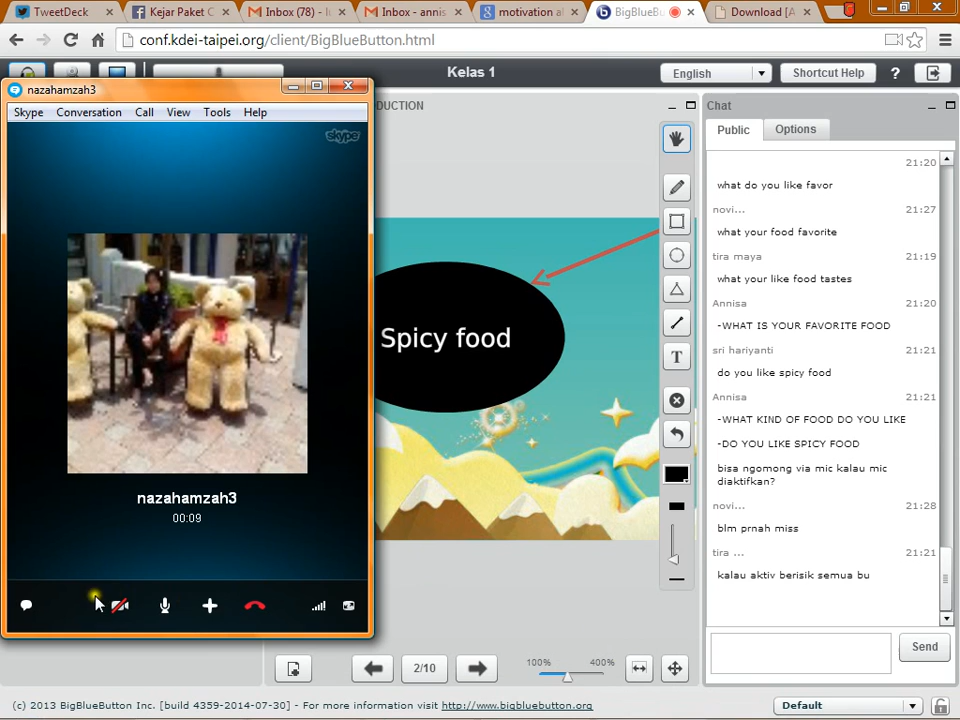 TweetDeck
Kejar Paket C
Inbox (78) - l
Inbox - annis
motivation al
BigBlueBu
Download [A
conf.kdei-taipei.org/client/BigBlueButton.html
Kelas 1
English
Shortcut Help
?
nazahamzah3
Skype Conversation Call View Tools Help
skype
nazahamzah3
00:09
DUCTION
Spicy food
T
2/10
100% 400%
Chat
Public Options
21:20
what do you like favor
novi... 21:27
what your food favorite
tira maya 21:19
what your like food tastes
Annisa 21:20
-WHAT IS YOUR FAVORITE FOOD
sri hariyanti 21:21
do you like spicy food
Annisa 21:21
-WHAT KIND OF FOOD DO YOU LIKE
-DO YOU LIKE SPICY FOOD
bisa ngomong via mic kalau mic
diaktifkan?
novi... 21:28
blm prnah miss
tira ... 21:21
kalau aktiv berisik semua bu
Send
(c) 2013 BigBlueButton Inc. [build 4359-2014-07-30] - For more information visit http://www.bigbluebutton.org
Default